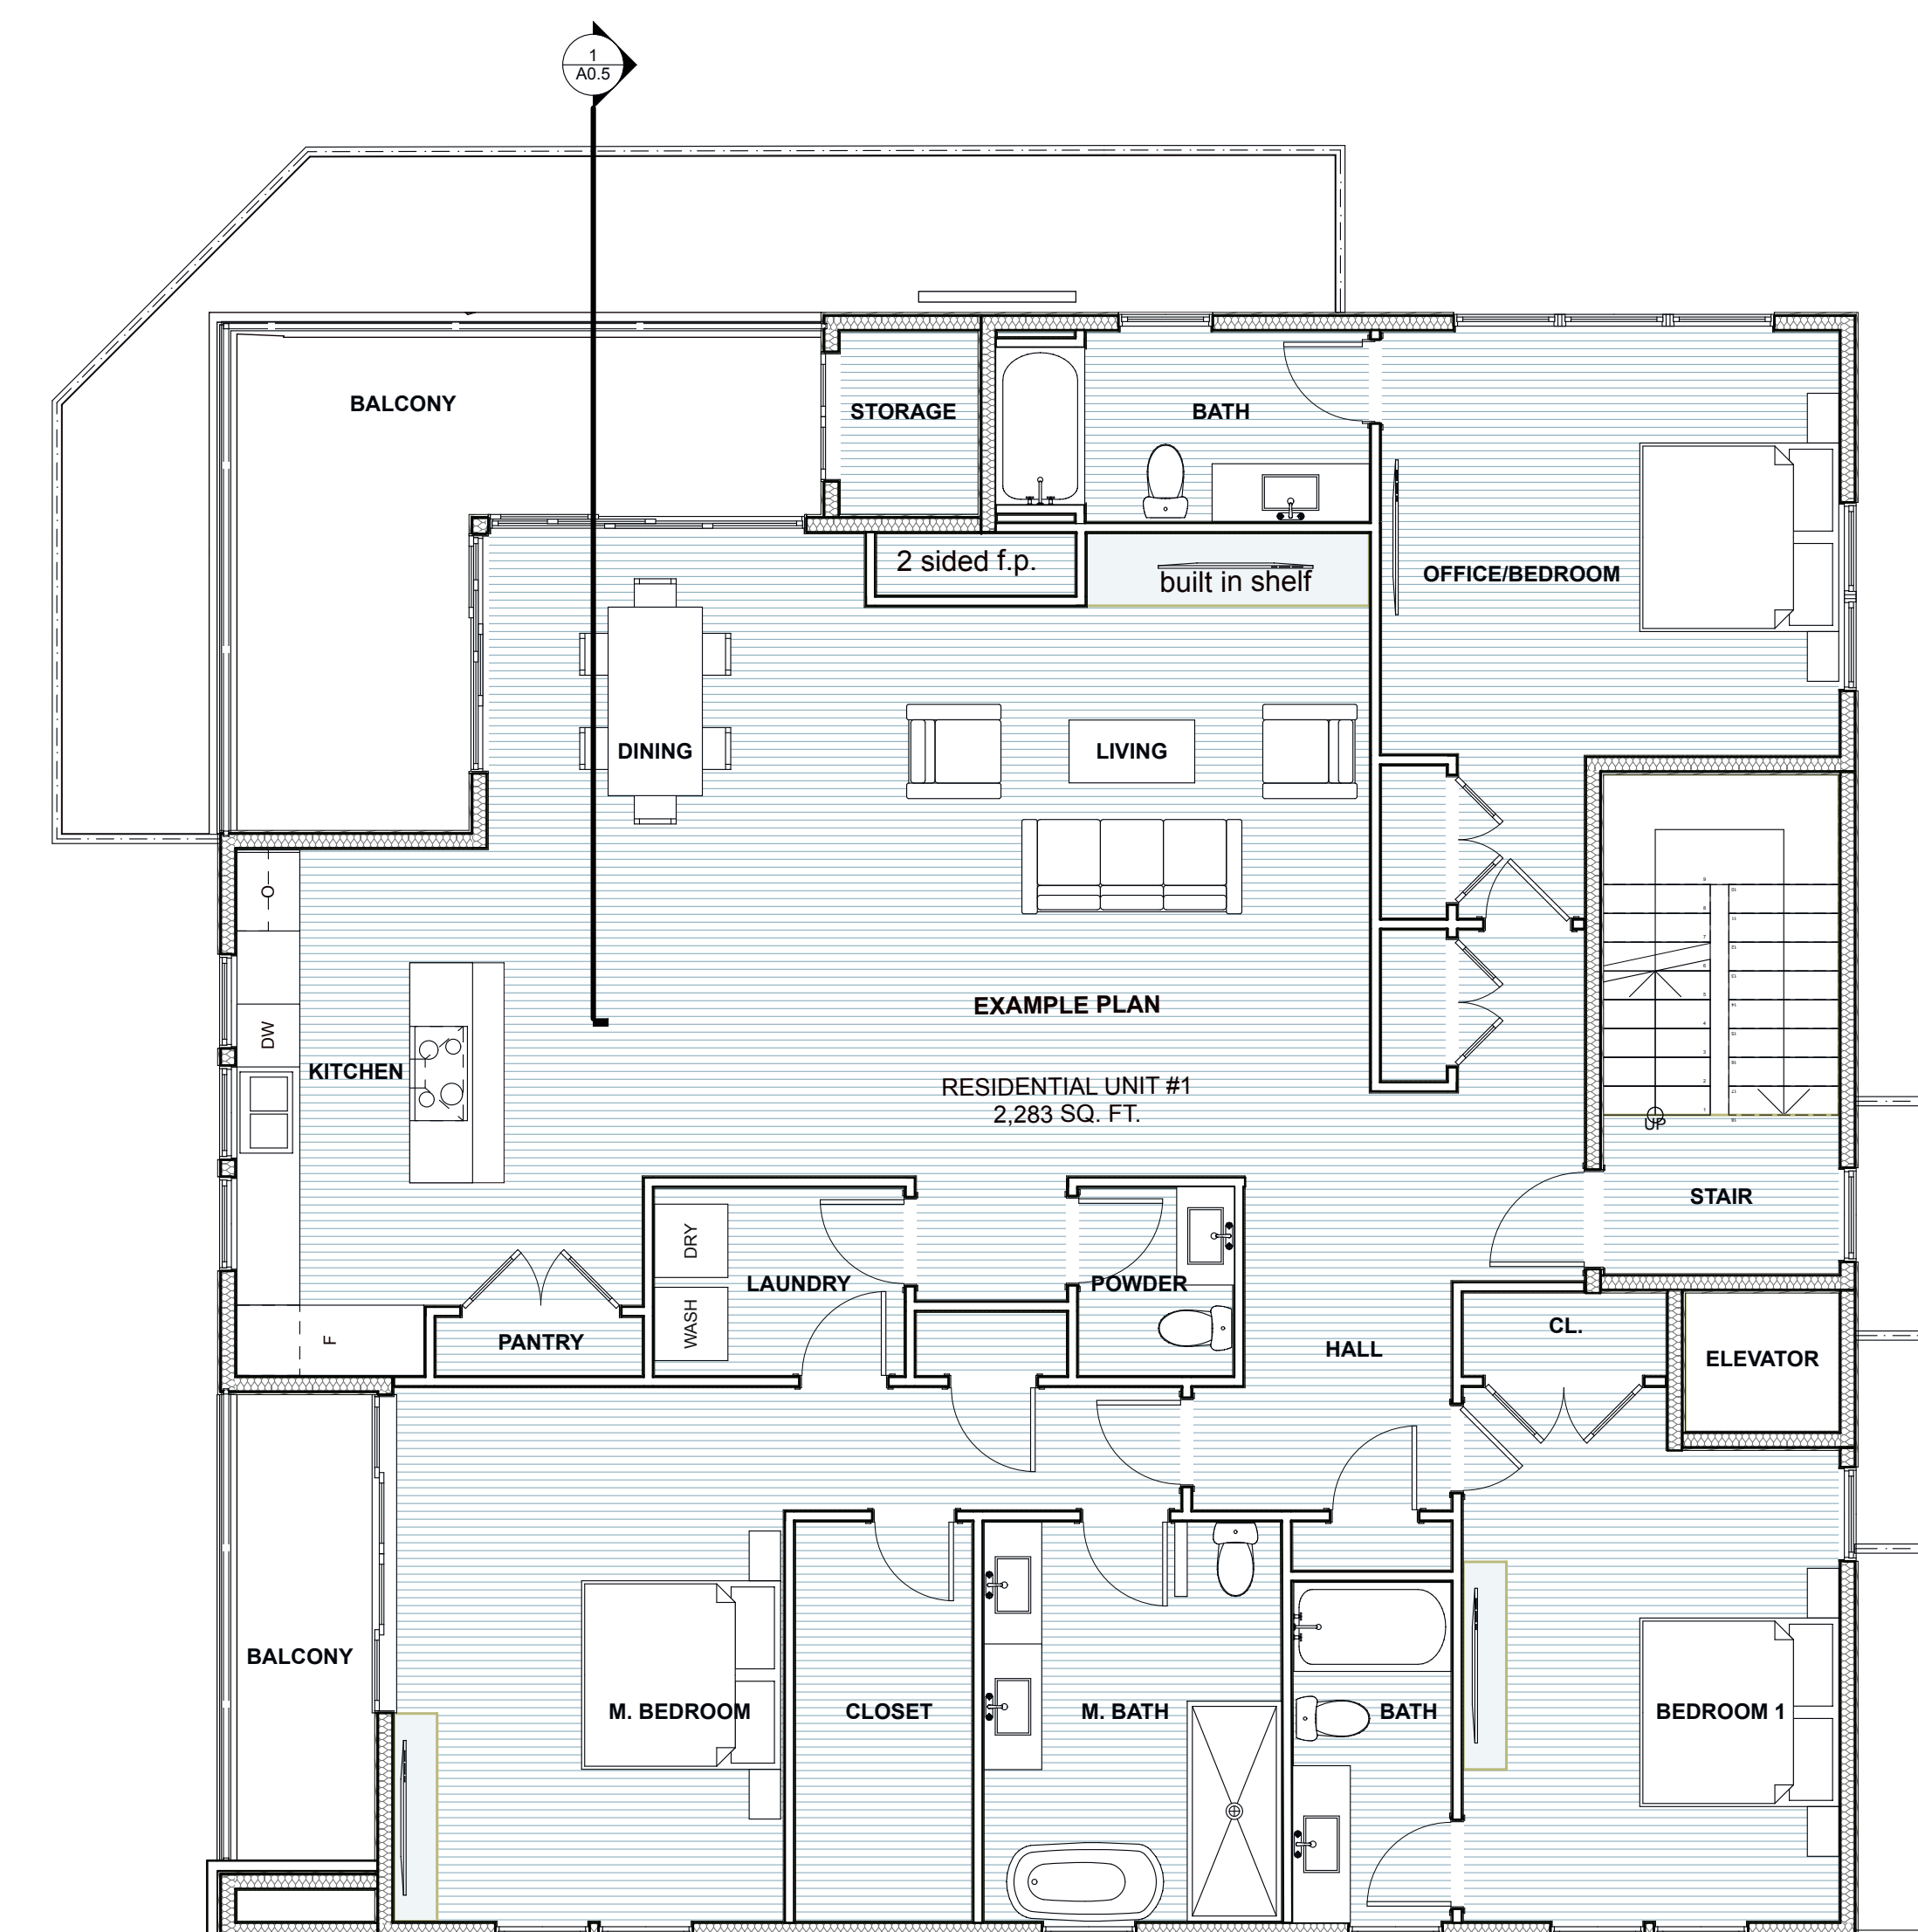 1
A0.5
BALCONY
STORAGE
BATH
2 sided f.p.
built in shelf
OFFICE/BEDROOM
DINING
LIVING
O
DW
KITCHEN
EXAMPLE PLAN
RESIDENTIAL UNIT #1
2,283 SQ. FT.
UP
STAIR
DRY
LAUNDRY
POWDER
WASH
F
PANTRY
HALL
CL.
ELEVATOR
BALCONY
M. BEDROOM
CLOSET
M. BATH
BATH
BEDROOM 1